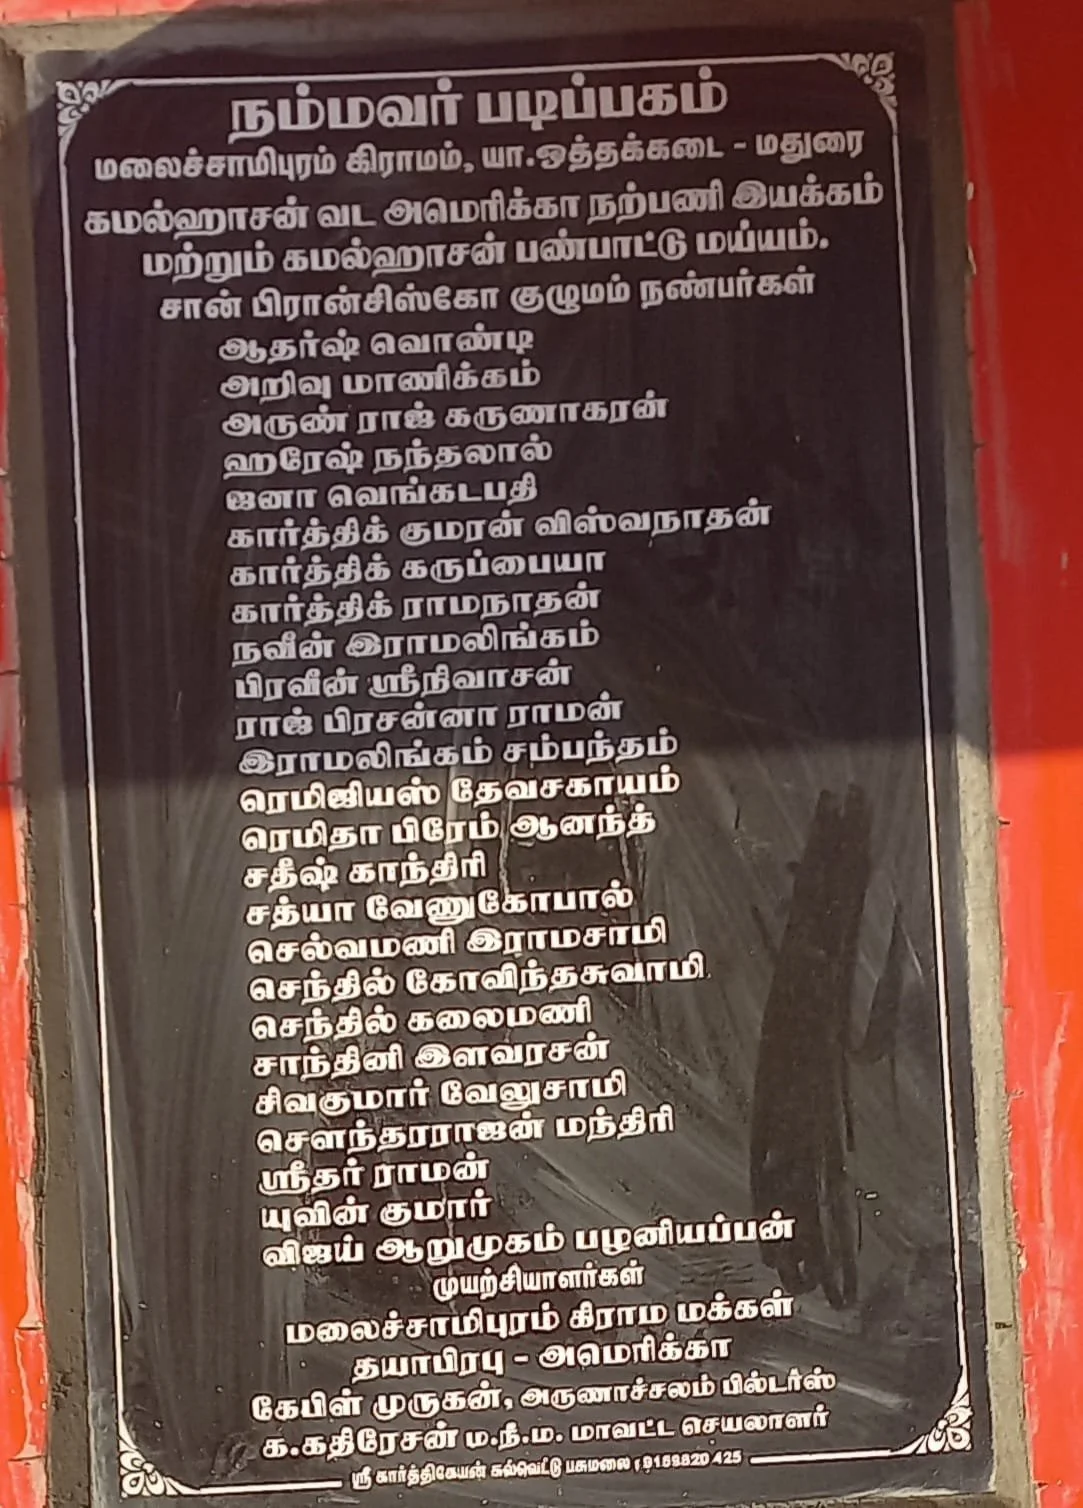 நம்மவர் படிப்பகம்
மலைச்சாமிபுரம் கிராமம், யா.ஒத்தக்கடை - மதுரை
கமல்ஹாசன் வட அமெரிக்கா நற்பணி இயக்கம்
மற்றும் கமல்ஹாசன் பண்பாட்டு மய்யம்.
சான் பிரான்சிஸ்கோ குழுமம் நண்பர்கள்
ஆதர்ஷ் வொண்டி
அறிவு மாணிக்கம்
அருண் ராஜ் கருணாகரன்
ஹரேஷ் நந்தலால்
ஜனா வெங்கடபதி
கார்த்திக் குமரன் விஸ்வநாதன்
கார்த்திக் கருப்பையா
கார்த்திக் ராமநாதன்
நவீன் இராமலிங்கம்
பிரவீன் ஸ்ரீநிவாசன்
ராஜ் பிரசன்னா ராமன்
இராமலிங்கம் சம்பந்தம்
ரெமிஜியஸ் தேவசகாயம்
ரெமிதா பிரேம் ஆனந்த்
சதீஷ் காந்திரி
சத்யா வேணுகோபால்
செல்வமணி இராமசாமி
செந்தில் கோவிந்தசுவாமி
செந்தில் கலைமணி
சாந்தினி இளவரசன்
சிவகுமார் வேலுசாமி
சௌந்தரராஜன் மந்திரி
ஸ்ரீதர் ராமன்
யுவின் குமார்
விஜய் ஆறுமுகம் பழனியப்பன்
முயற்சியாளர்கள்
மலைச்சாமிபுரம் கிராம மக்கள்
தயாபிரபு - அமெரிக்கா
கேபிள் முருகன், அருணாச்சலம் பில்டர்ஸ்
க.கதிரேசன் ம.நீ.ம. மாவட்ட செயலாளர்
ஸ்ரீ கார்த்திகேயன் கல்வெட்டு பசுமலை